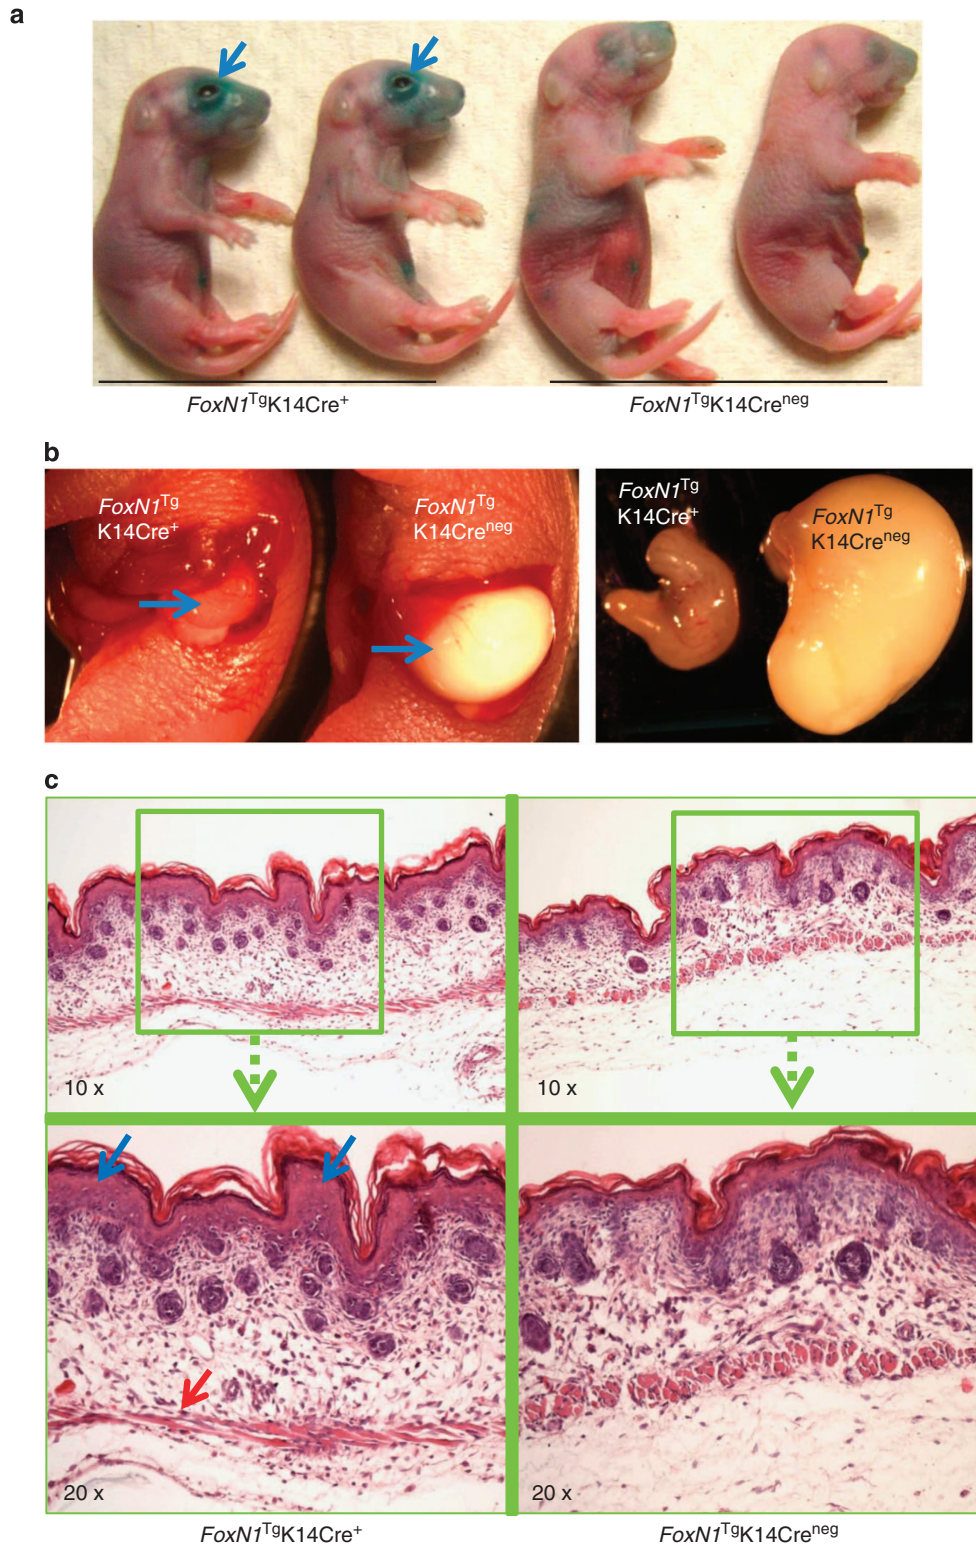 a
FoxN1TgK14Cre+
FoxN1TgK14Creneg
b
FoxN1Tg
K14Cre+
FoxN1Tg
K14Creneg
FoxN1Tg
K14Cre+
FoxN1Tg
K14Creneg
c
10 x
10 x
20 x
20 x
FoxN1TgK14Cre+
FoxN1TgK14Creneg